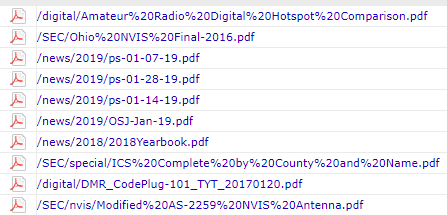 /digital/Amateur%20Radio%20Digital%20Hotspot%20Comparison.pdf
/SEC/Ohio%20NVIS%20Final-2016.pdf
/news/2019/ps-01-07-19.pdf
/news/2019/ps-01-28-19.pdf
/news/2019/ps-01-14-19.pdf
/news/2019/OSJ-Jan-19.pdf
/news/2018/2018Yearbook.pdf
/SEC/special/ICS%20Complete%20by%20County%20and%20Name.pdf
/digital/DMR_CodePlug-101_TYT_20170120.pdf
/SEC/nvis/Modified%20AS-2259%20NVIS%20Antenna.pdf